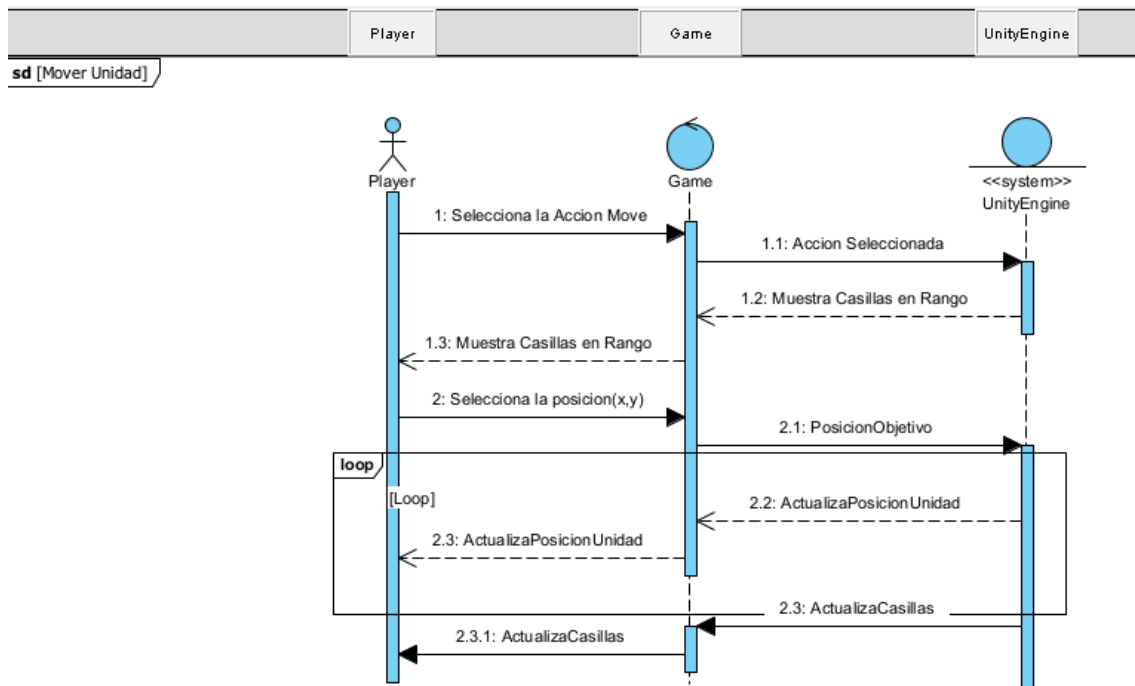 Player
Game
UnityEngine
sd [Mover Unidad]
Player
Game
<<system>>
UnityEngine
1: Selecciona la Accion Move
1.1: Accion Seleccionada
1.2: Muestra Casillas en Rango
1.3: Muestra Casillas en Rango
2: Selecciona la posicion(x,y)
2.1: PosicionObjetivo
loop
[Loop]
2.2: ActualizaPosicionUnidad
2.3: ActualizaPosicionUnidad
2.3: ActualizaCasillas
2.3.1: ActualizaCasillas